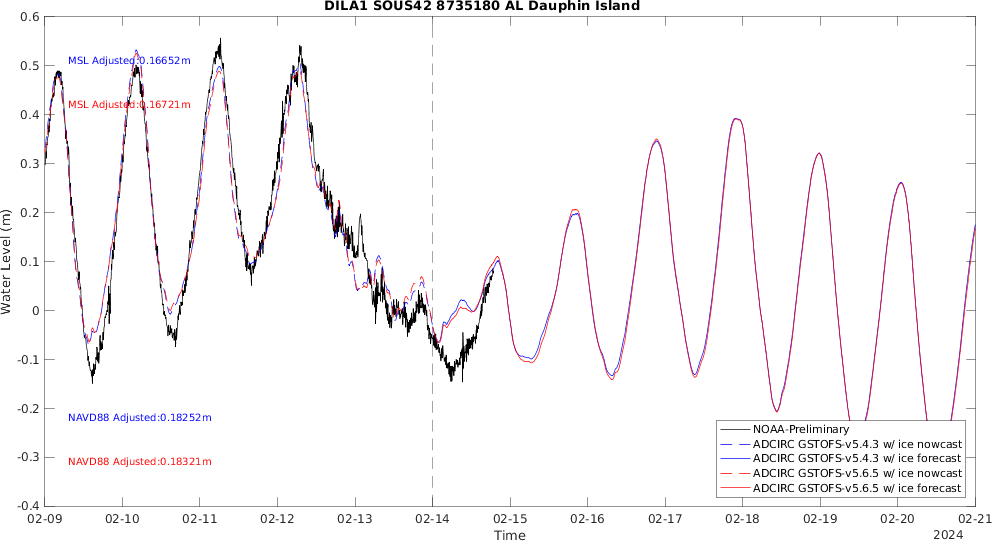 DILA1 SOUS42 8735180 AL Dauphin Island
0.6
0.5
0.4
0.3
0.2
0.1
0
-0.1
-0.2
-0.3
-0.4
Water Level (m)
MSL Adjusted:0.16652m
MSL Adjusted:0.16721m
NAVD88 Adjusted:0.18252m
NAVD88 Adjusted:0.18321m
NOAA-Preliminary
ADCIRC GSTOFS-v5.4.3 w/ ice nowcast
ADCIRC GSTOFS-v5.4.3 w/ ice forecast
ADCIRC GSTOFS-v5.6.5 w/ ice nowcast
ADCIRC GSTOFS-v5.6.5 w/ ice forecast
02-09 02-10 02-11 02-12 02-13 02-14 02-15 02-16 02-17 02-18 02-19 02-20 02-21
Time
2024